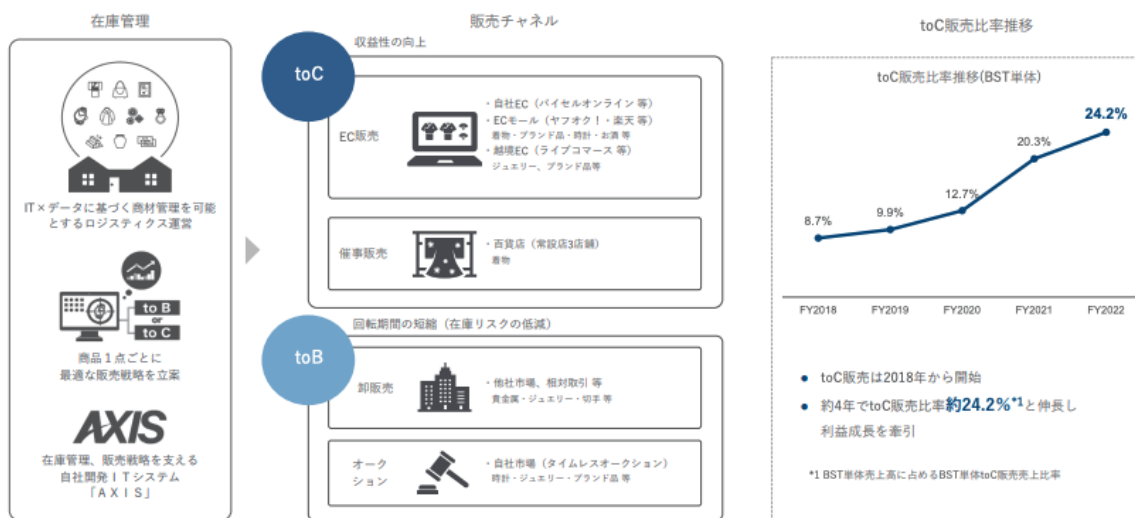 在庫管理
IT×データに基づく商材管理を可能
とするロジスティクス運営
to B
or
to C
商品１点ごとに
最適な販売戦略を立案
AXIS
在庫管理、販売戦略を支える
自社開発ＩＴシステム
「ＡＸＩＳ」
販売チャネル
toC
収益性の向上
EC販売
・自社EC（バイセルオンライン 等）
・ECモール（ヤフオク！・楽天 等）
着物・ブランド品・時計・お酒 等
・越境EC（ライブコマース 等）
ジュエリー、ブランド品等
催事販売
・百貨店（常設店3店舗）
着物
toB
回転期間の短縮（在庫リスクの低減）
卸販売
・他社市場、相対取引 等
貴金属・ジュエリー・切手 等
オーク
ション
・自社市場（タイムレスオークション）
時計・ジュエリー・ブランド品 等
toC販売比率推移
toC販売比率推移(BST単体)
8.7%
9.9%
12.7%
20.3%
24.2%
FY2018
FY2019
FY2020
FY2021
FY2022
● toC販売は2018年から開始
● 約4年でtoC販売比率約24.2%*1と伸長し
利益成長を牽引
*1 BST単体売上高に占めるBST単体toC販売売上比率